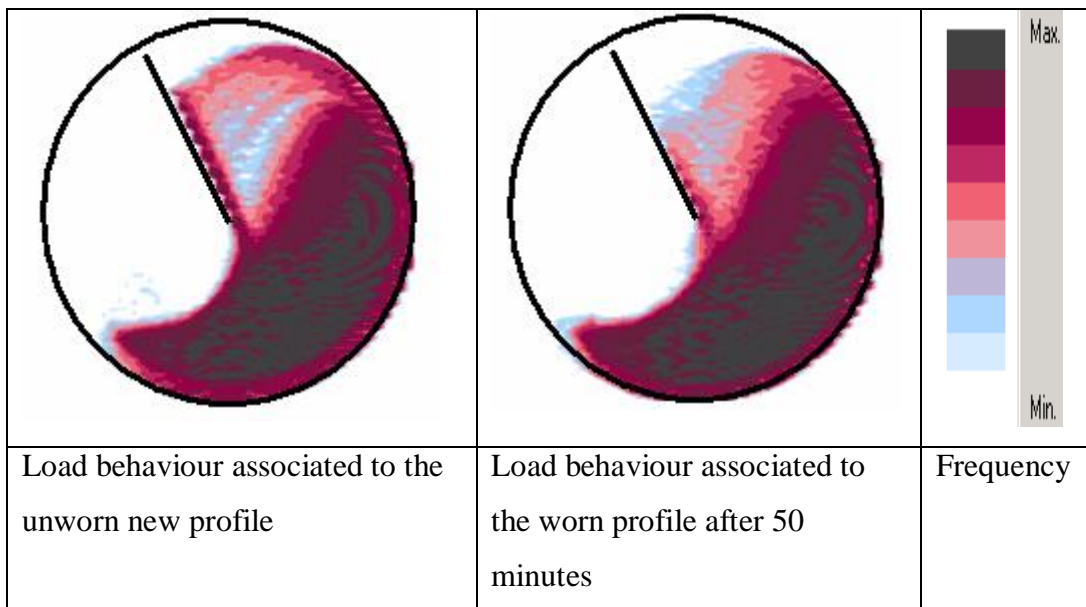 Max.
Min.
Load behaviour associated to the
unworn new profile
Load behaviour associated to
the worn profile after 50
minutes
Frequency